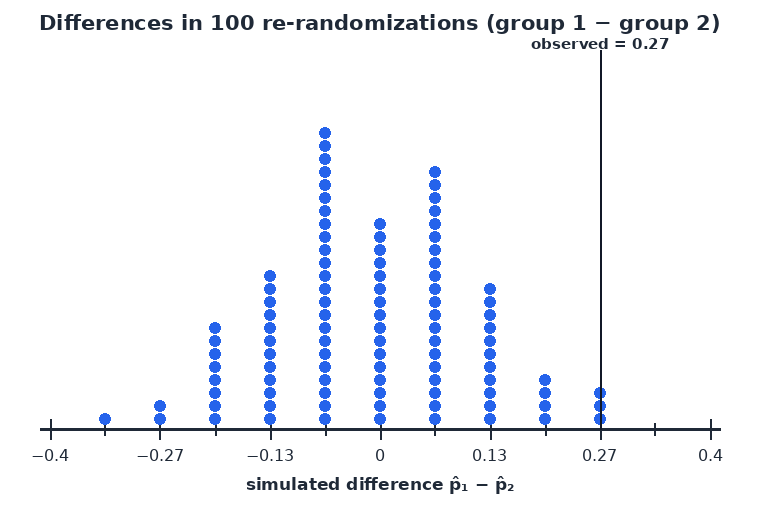 Differences in 100 re-randomizations (group 1 − group 2)
observed = 0.27
−0.4 −0.27 −0.13 0 0.13 0.27 0.4
simulated difference p̂₁ − p̂₂